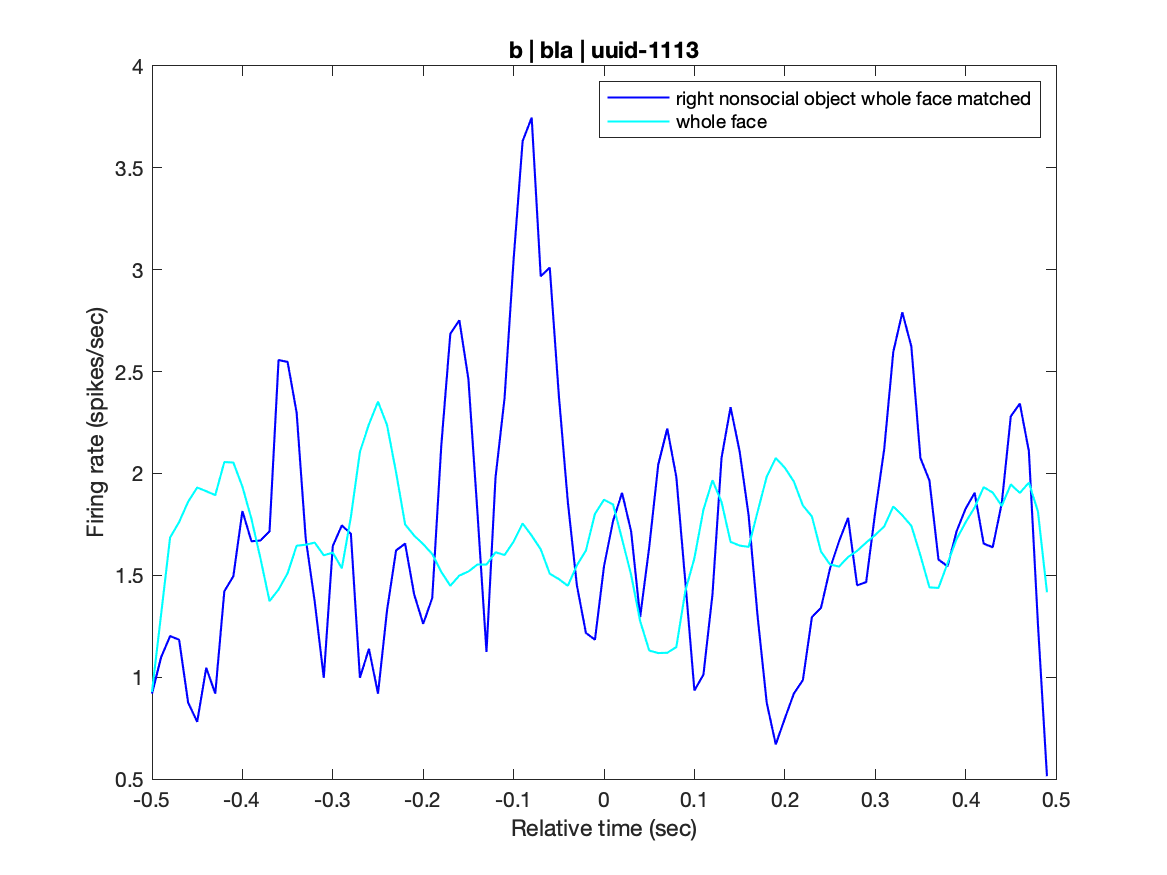 b | bla | uuid-1113
right nonsocial object whole face matched
whole face
Firing rate (spikes/sec)
4
3.5
3
2.5
2
1.5
1
0.5
-0.5 -0.4 -0.3 -0.2 -0.1 0 0.1 0.2 0.3 0.4 0.5
Relative time (sec)